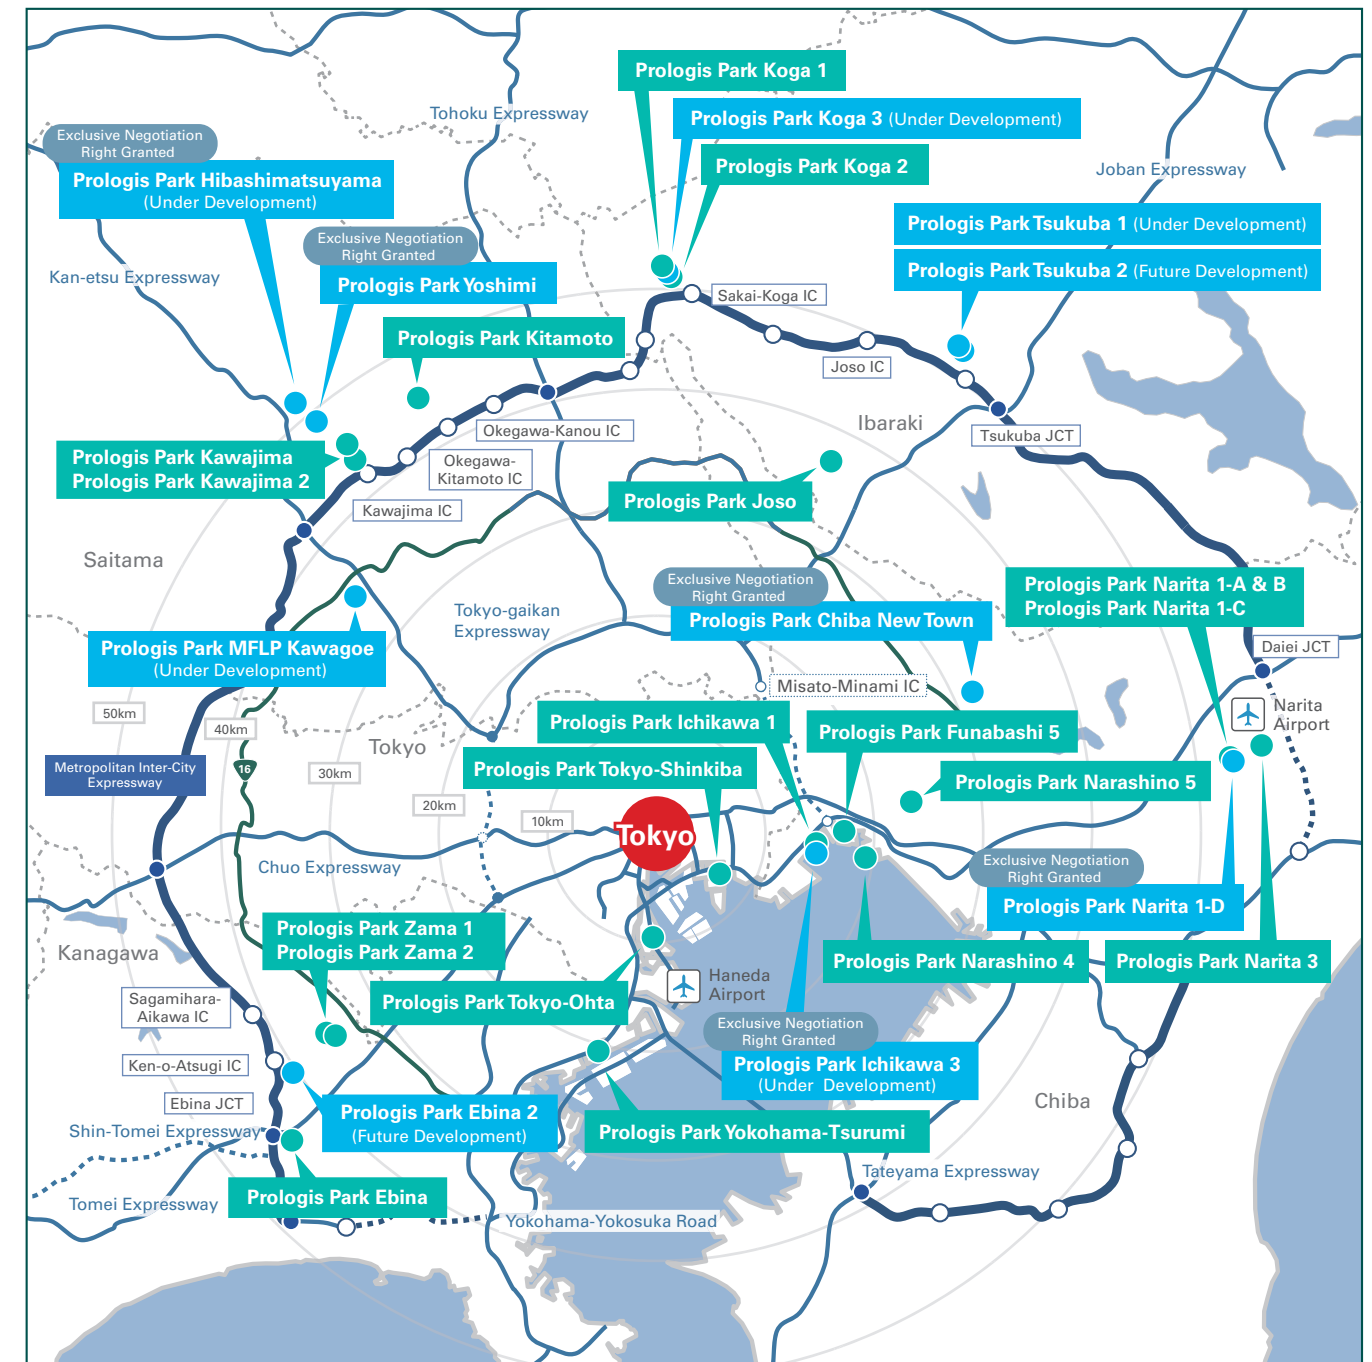 Prologis Park Koga 1
Tohoku Expressway
Prologis Park Koga 3 (Under Development)
Exclusive Negotiation
Right Granted
Prologis Park Hibashimatsuyama
(Under Development)
Prologis Park Koga 2
Joban Expressway
Prologis Park Tsukuba 1 (Under Development)
Prologis Park Tsukuba 2 (Future Development)
Exclusive Negotiation
Right Granted
Prologis Park Yoshimi
Kan-etsu Expressway
Sakai-Koga IC
Prologis Park Kitamoto
Joso IC
Ibaraki
Okegawa-Kanou IC
Tsukuba JCT
Prologis Park Kawajima
Prologis Park Kawajima 2
Okegawa-
Kitamoto IC
Prologis Park Joso
Kawajima IC
Saitama
Exclusive Negotiation
Right Granted
Prologis Park Chiba New Town
Prologis Park Narita 1-A & B
Prologis Park Narita 1-C
Tokyo-gaikan
Expressway
Prologis Park MFLP Kawagoe
(Under Development)
Daiei JCT
Misato-Minami IC
50km
40km
30km
20km
10km
Narita
Airport
Tokyo
Prologis Park Ichikawa 1
Prologis Park Funabashi 5
Prologis Park Tokyo-Shinkiba
Metropolitan Inter-City
Expressway
16
Prologis Park Narashino 5
Tokyo
Chuo Expressway
Exclusive Negotiation
Right Granted
Prologis Park Narita 1-D
Kanagawa
Prologis Park Zama 1
Prologis Park Zama 2
Prologis Park Narashino 4
Prologis Park Narita 3
Haneda
Airport
Sagamihara-
Aikawa IC
Prologis Park Tokyo-Ohta
Exclusive Negotiation
Right Granted
Prologis Park Ichikawa 3
(Under Development)
Ken-o-Atsugi IC
Ebina JCT
Chiba
Prologis Park Ebina 2
(Future Development)
Shin-Tomei Expressway
Prologis Park Yokohama-Tsurumi
Tateyama Expressway
Prologis Park Ebina
Tomei Expressway
Yokohama-Yokosuka Road